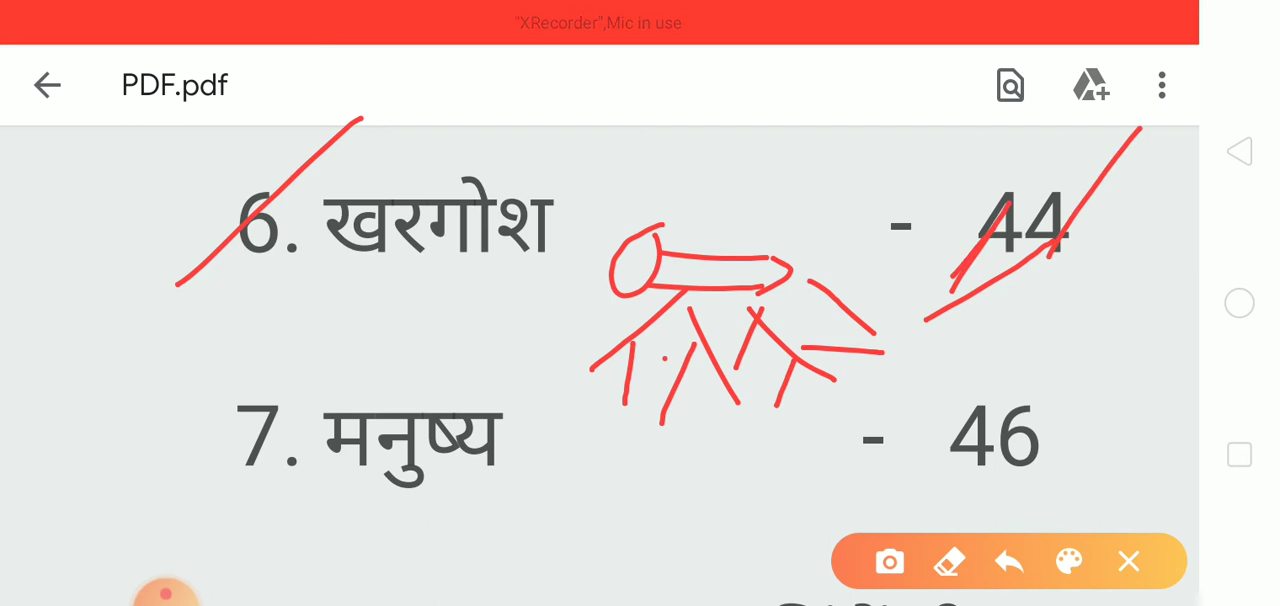 "XRecorder",Mic in use
PDF.pdf
6. खरगोश - 44
7. मनुष्य - 46